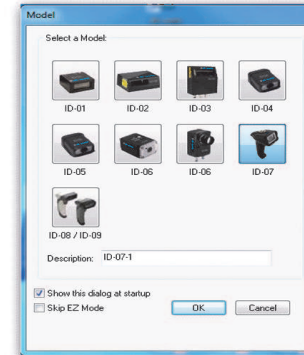 Model
Select a Model:
ID-01 ID-02 ID-03 ID-04
ID-05 ID-06 ID-06 ID-07
ID-08 / ID-09
Description: ID-07-1
Show this dialog at startup
Skip EZ Mode OK Cancel